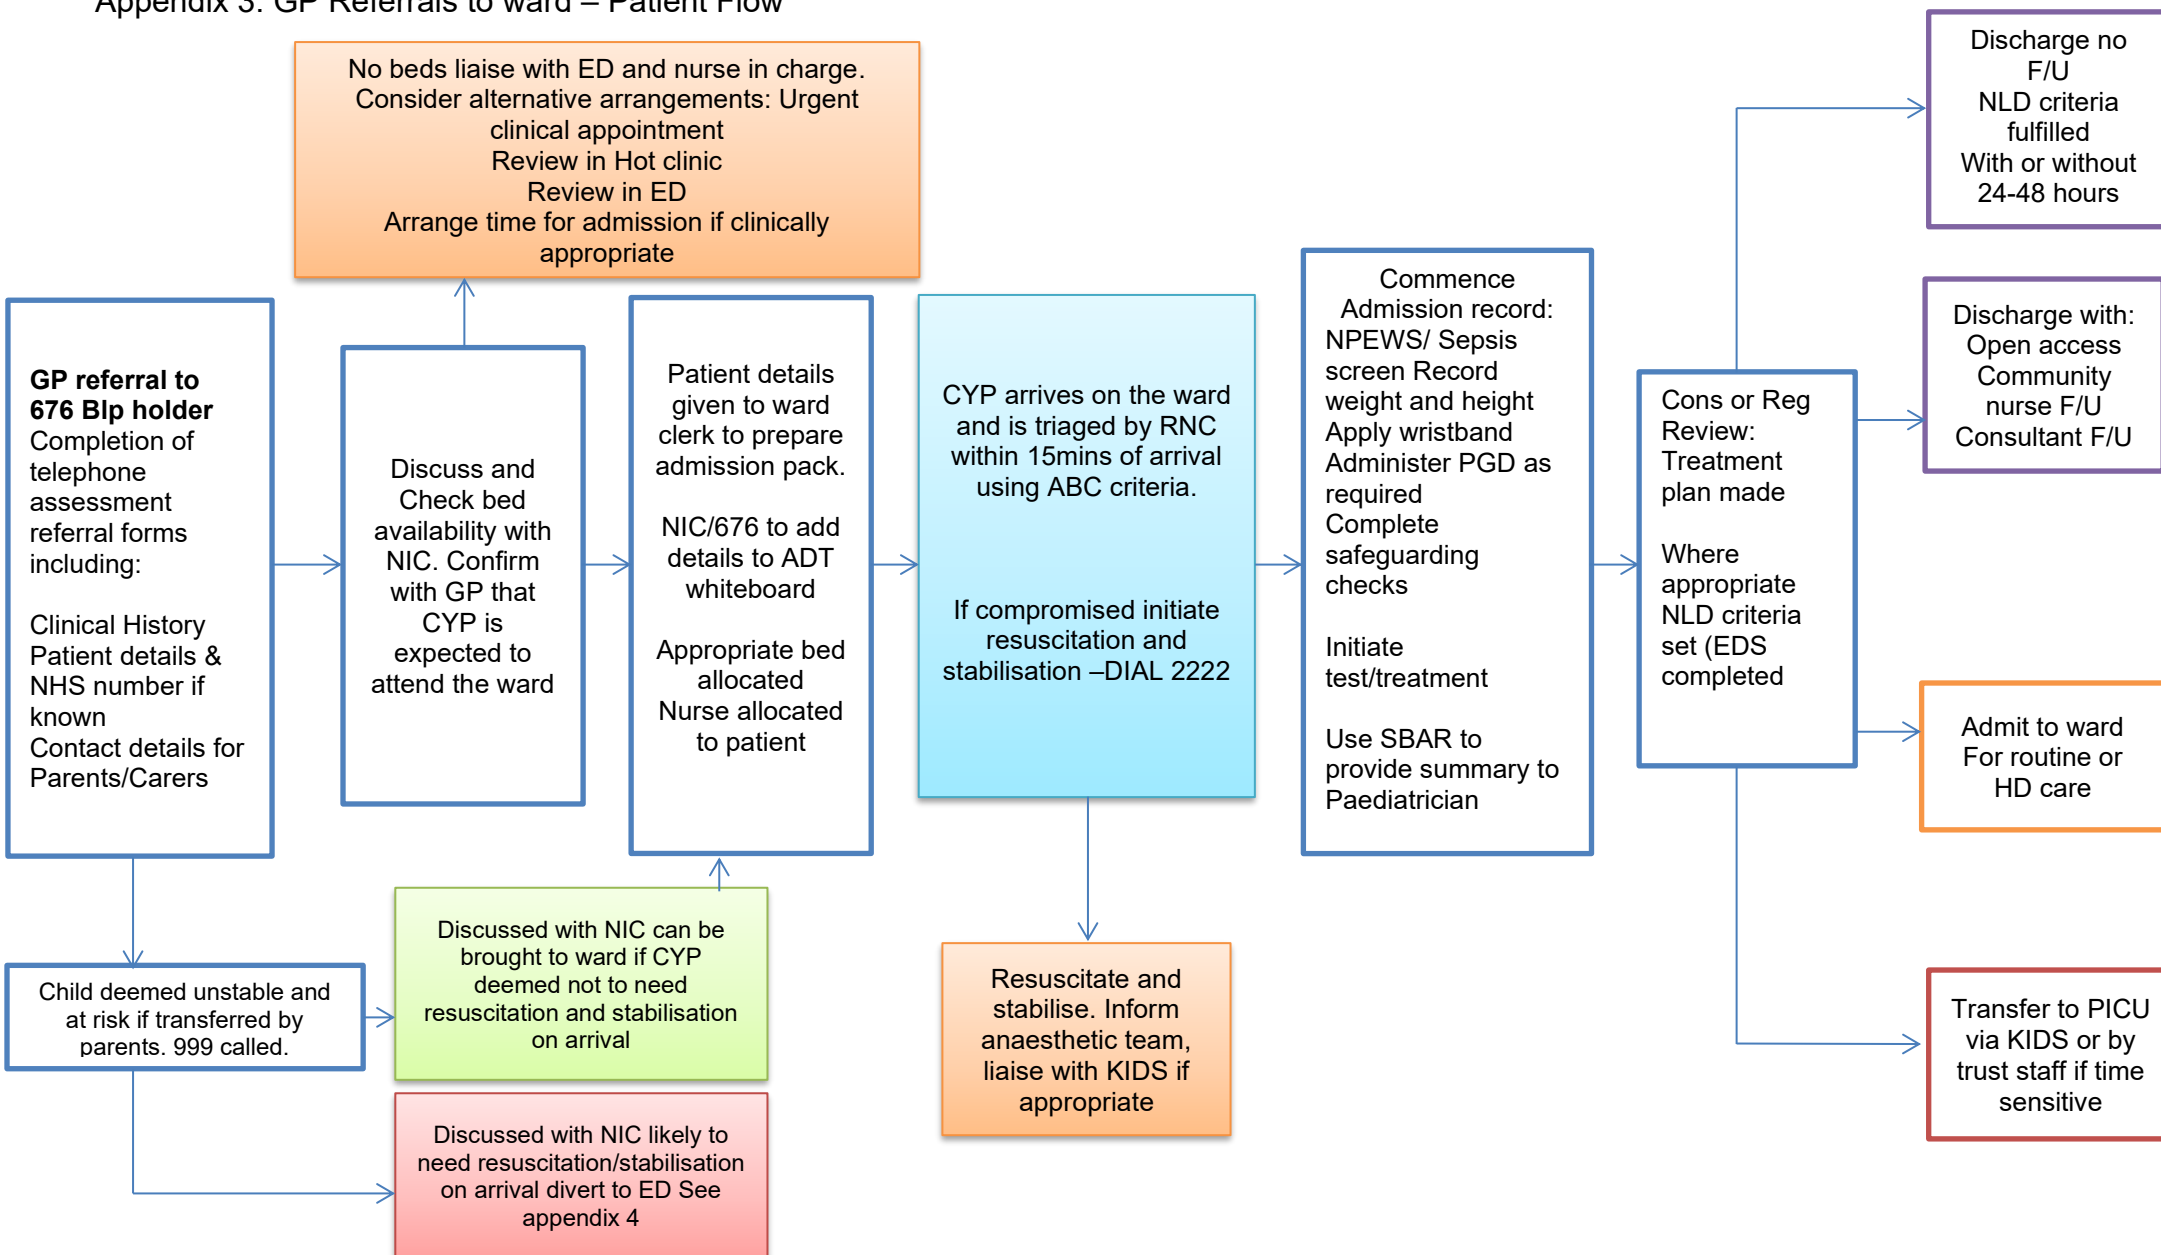 Appendix 3: GP Referrals to ward – Patient Flow
No beds liaise with ED and nurse in charge.
Consider alternative arrangements: Urgent
clinical appointment
Review in Hot clinic
Review in ED
Arrange time for admission if clinically
appropriate
GP referral to
676 Blp holder
Completion of
telephone
assessment
referral forms
including:
Clinical History
Patient details &
NHS number if
known
Contact details for
Parents/Carers
Discuss and
Check bed
availability with
NIC. Confirm
with GP that
CYP is
expected to
attend the ward
Patient details
given to ward
clerk to prepare
admission pack.
NIC/676 to add
details to ADT
whiteboard
Appropriate bed
allocated
Nurse allocated
to patient
CYP arrives on the ward
and is triaged by RNC
within 15mins of arrival
using ABC criteria.
If compromised initiate
resuscitation and
stabilisation –DIAL 2222
Commence
Admission record:
NPEWS/ Sepsis
screen Record
weight and height
Apply wristband
Administer PGD as
required
Complete
safeguarding
checks
Initiate
test/treatment
Use SBAR to
provide summary to
Paediatrician
Cons or Reg
Review:
Treatment
plan made
Where
appropriate
NLD criteria
set (EDS
completed
Discharge no
F/U
NLD criteria
fulfilled
With or without
24-48 hours
Discharge with:
Open access
Community
nurse F/U
Consultant F/U
Admit to ward
For routine or
HD care
Transfer to PICU
via KIDS or by
trust staff if time
sensitive
Child deemed unstable and
at risk if transferred by
parents. 999 called.
Discussed with NIC can be
brought to ward if CYP
deemed not to need
resuscitation and stabilisation
on arrival
Discussed with NIC likely to
need resuscitation/stabilisation
on arrival divert to ED See
appendix 4
Resuscitate and
stabilise. Inform
anaesthetic team,
liaise with KIDS if
appropriate